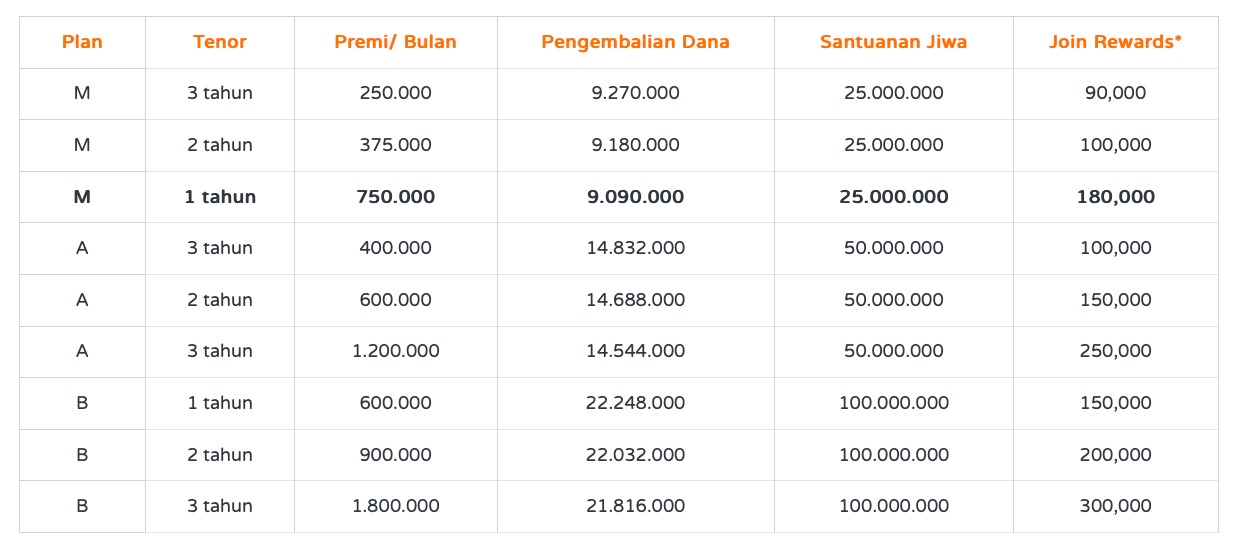 Plan Tenor Premi/ Bulan Pengembalian Dana Santuanan Jiwa Join Rewards*
M 3 tahun 250.000 9.270.000 25.000.000 90,000
M 2 tahun 375.000 9.180.000 25.000.000 100,000
M 1 tahun 750.000 9.090.000 25.000.000 180,000
A 3 tahun 400.000 14.832.000 50.000.000 100,000
A 2 tahun 600.000 14.688.000 50.000.000 150,000
A 3 tahun 1.200.000 14.544.000 50.000.000 250,000
B 1 tahun 600.000 22.248.000 100.000.000 150,000
B 2 tahun 900.000 22.032.000 100.000.000 200,000
B 3 tahun 1.800.000 21.816.000 100.000.000 300,000